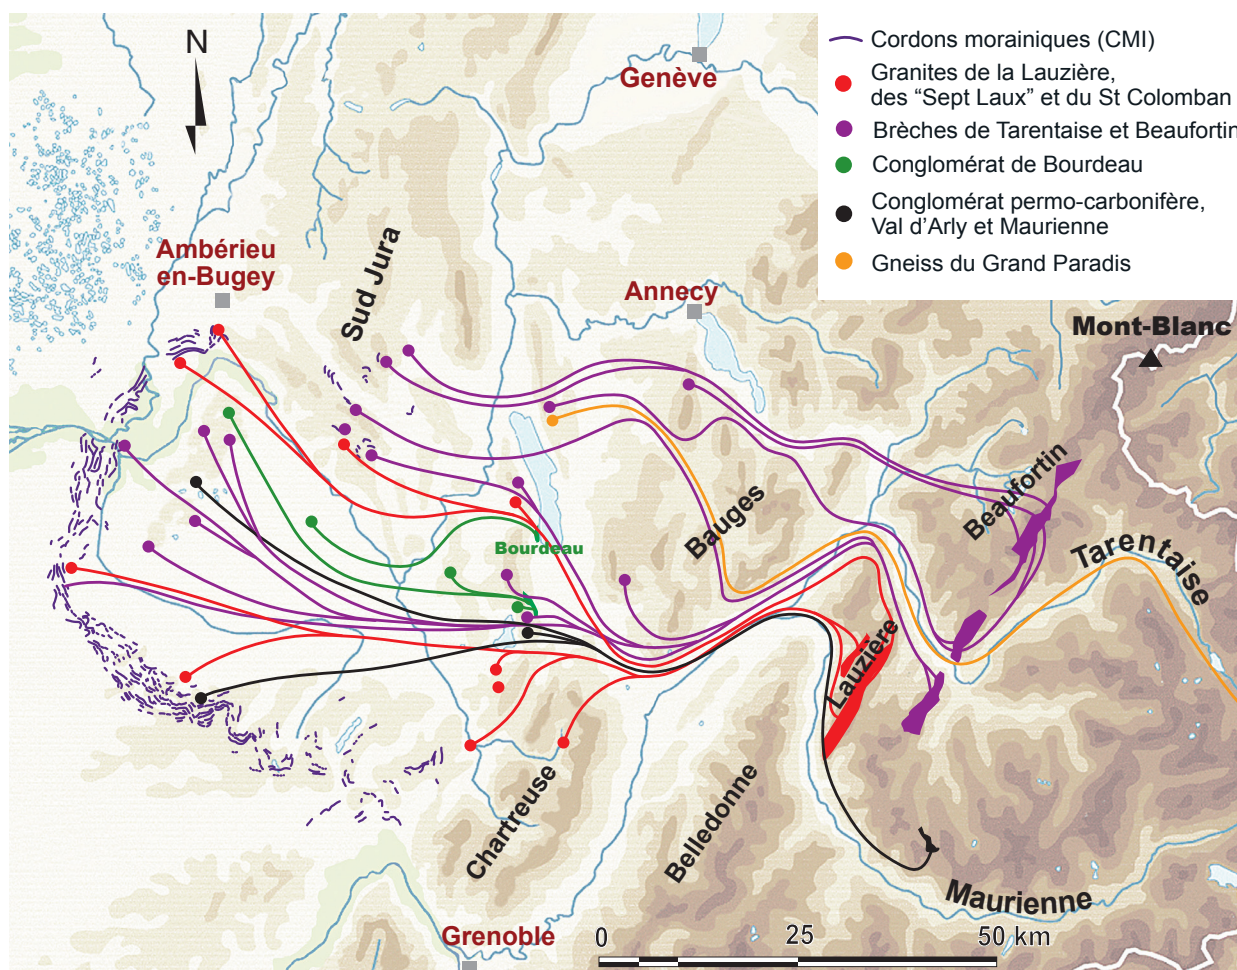 N
Genève
Cordons morainiques (CMI)
Granites de la Lauzière,
des “Sept Laux” et du St Colomban
Brèches de Tarentaise et Beaufortin
Conglomérat de Bourdeau
Conglomérat permo-carbonifère,
Val d’Arly et Maurienne
Gneiss du Grand Paradis
Ambérieu
en-Bugey
Sud Jura
Annecy
Mont-Blanc
Beaufortin
Bauges
Bourdeau
Tarentaise
Lauzière
Chartreuse
Belledonne
Maurienne
Grenoble
0 25 50 km